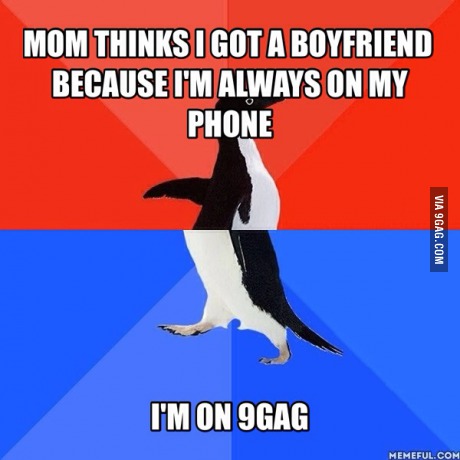 MOM THINKS I GOT A BOYFRIEND
BECAUSE I'M ALWAYS ON MY
PHONE
VIA 9GAG.COM
I'M ON 9GAG
MEMEFUL.COM